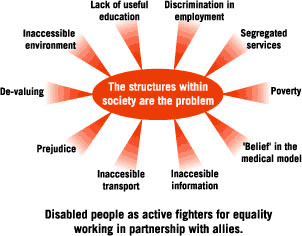 Lack of useful
education
Discrimination in
employment
Inaccessible
environment
Segregated
services
De-valuing
The structures within
society are the problem
Poverty
Prejudice
'Belief' in the
medical model
Inaccesible
transport
Inaccesible
information
Disabled people as active fighters for equality
working in partnership with allies.